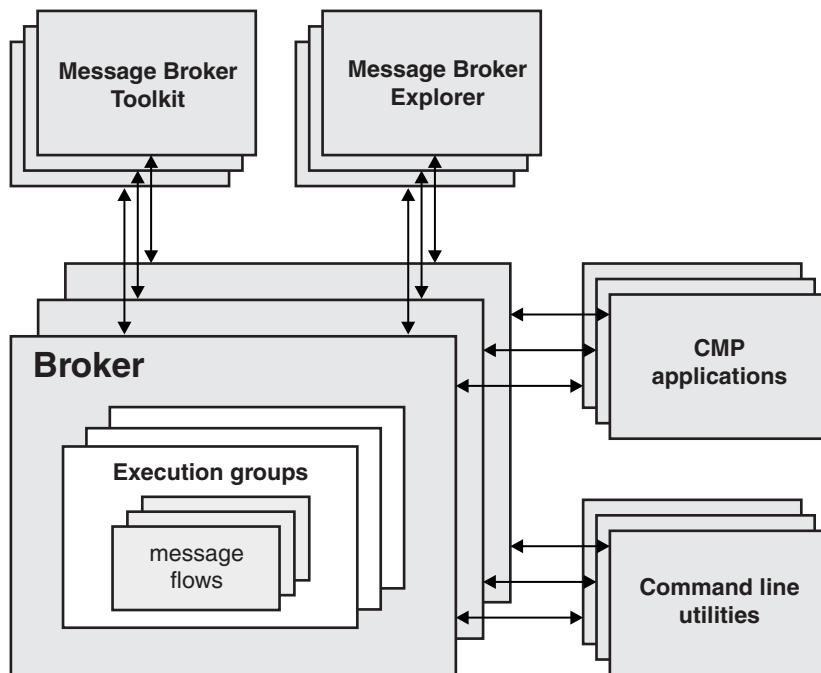 Message Broker
Toolkit
Message Broker
Explorer
Broker
Execution groups
message
flows
CMP
applications
Command line
utilities